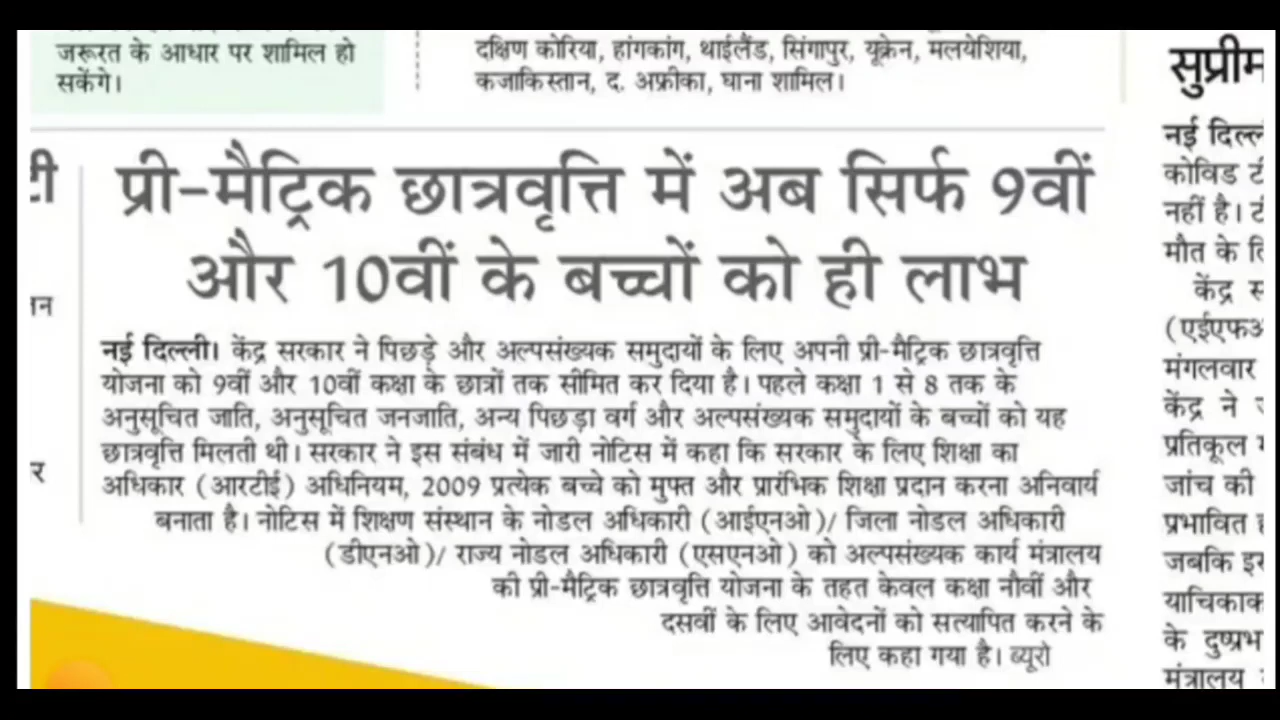 जरूरत के आधार पर शामिल हो
सकेंगे।
दक्षिण कोरिया, हांगकांग, थाईलैंड, सिंगापुर, यूक्रेन, मलयेशिया,
कजाकिस्तान, द. अफ्रीका, घाना शामिल।
प्री-मैट्रिक छात्रवृत्ति में अब सिर्फ 9वीं
और 10वीं के बच्चों को ही लाभ
नई दिल्ली। केंद्र सरकार ने पिछड़े और अल्पसंख्यक समुदायों के लिए अपनी प्री-मैट्रिक छात्रवृत्ति
योजना को 9वीं और 10वीं कक्षा के छात्रों तक सीमित कर दिया है। पहले कक्षा 1 से 8 तक के
अनुसूचित जाति, अनुसूचित जनजाति, अन्य पिछड़ा वर्ग और अल्पसंख्यक समुदायों के बच्चों को यह
छात्रवृत्ति मिलती थी। सरकार ने इस संबंध में जारी नोटिस में कहा कि सरकार के लिए शिक्षा का
अधिकार (आरटीई) अधिनियम, 2009 प्रत्येक बच्चे को मुफ्त और प्रारंभिक शिक्षा प्रदान करना अनिवार्य
बनाता है। नोटिस में शिक्षण संस्थान के नोडल अधिकारी (आईएनओ)/ जिला नोडल अधिकारी
(डीएनओ)/ राज्य नोडल अधिकारी (एसएनओ) को अल्पसंख्यक कार्य मंत्रालय
की प्री-मैट्रिक छात्रवृत्ति योजना के तहत केवल कक्षा नौवीं और
दसवीं के लिए आवेदनों को सत्यापित करने के
लिए कहा गया है। ब्यूरो
नई
कोविड
नहीं है।
मौत के
केंद्र
मंगलवार
केंद्र ने
प्रतिकूल
जांच की
प्रभावित
जबकि
के
मंत्रालय